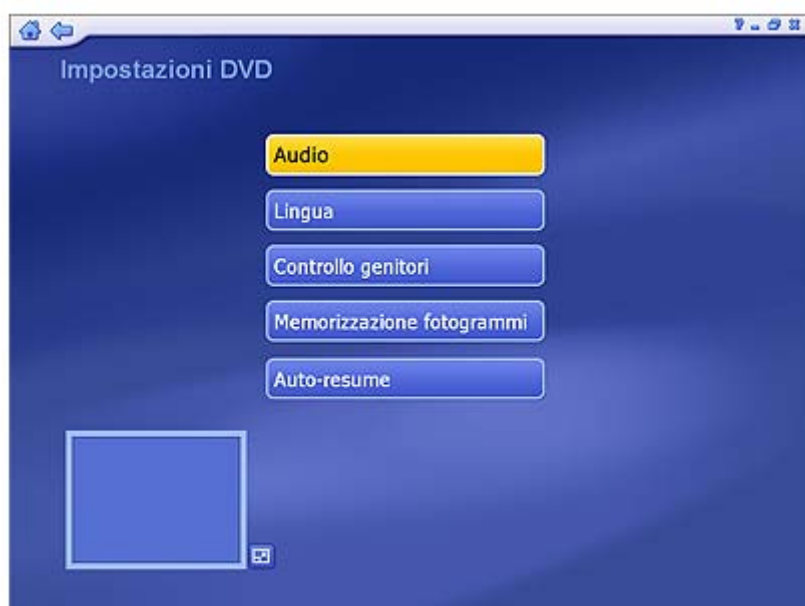 Impostazioni DVD
Audio
Lingua
Controllo genitori
Memorizzazione fotogrammi
Auto-resume